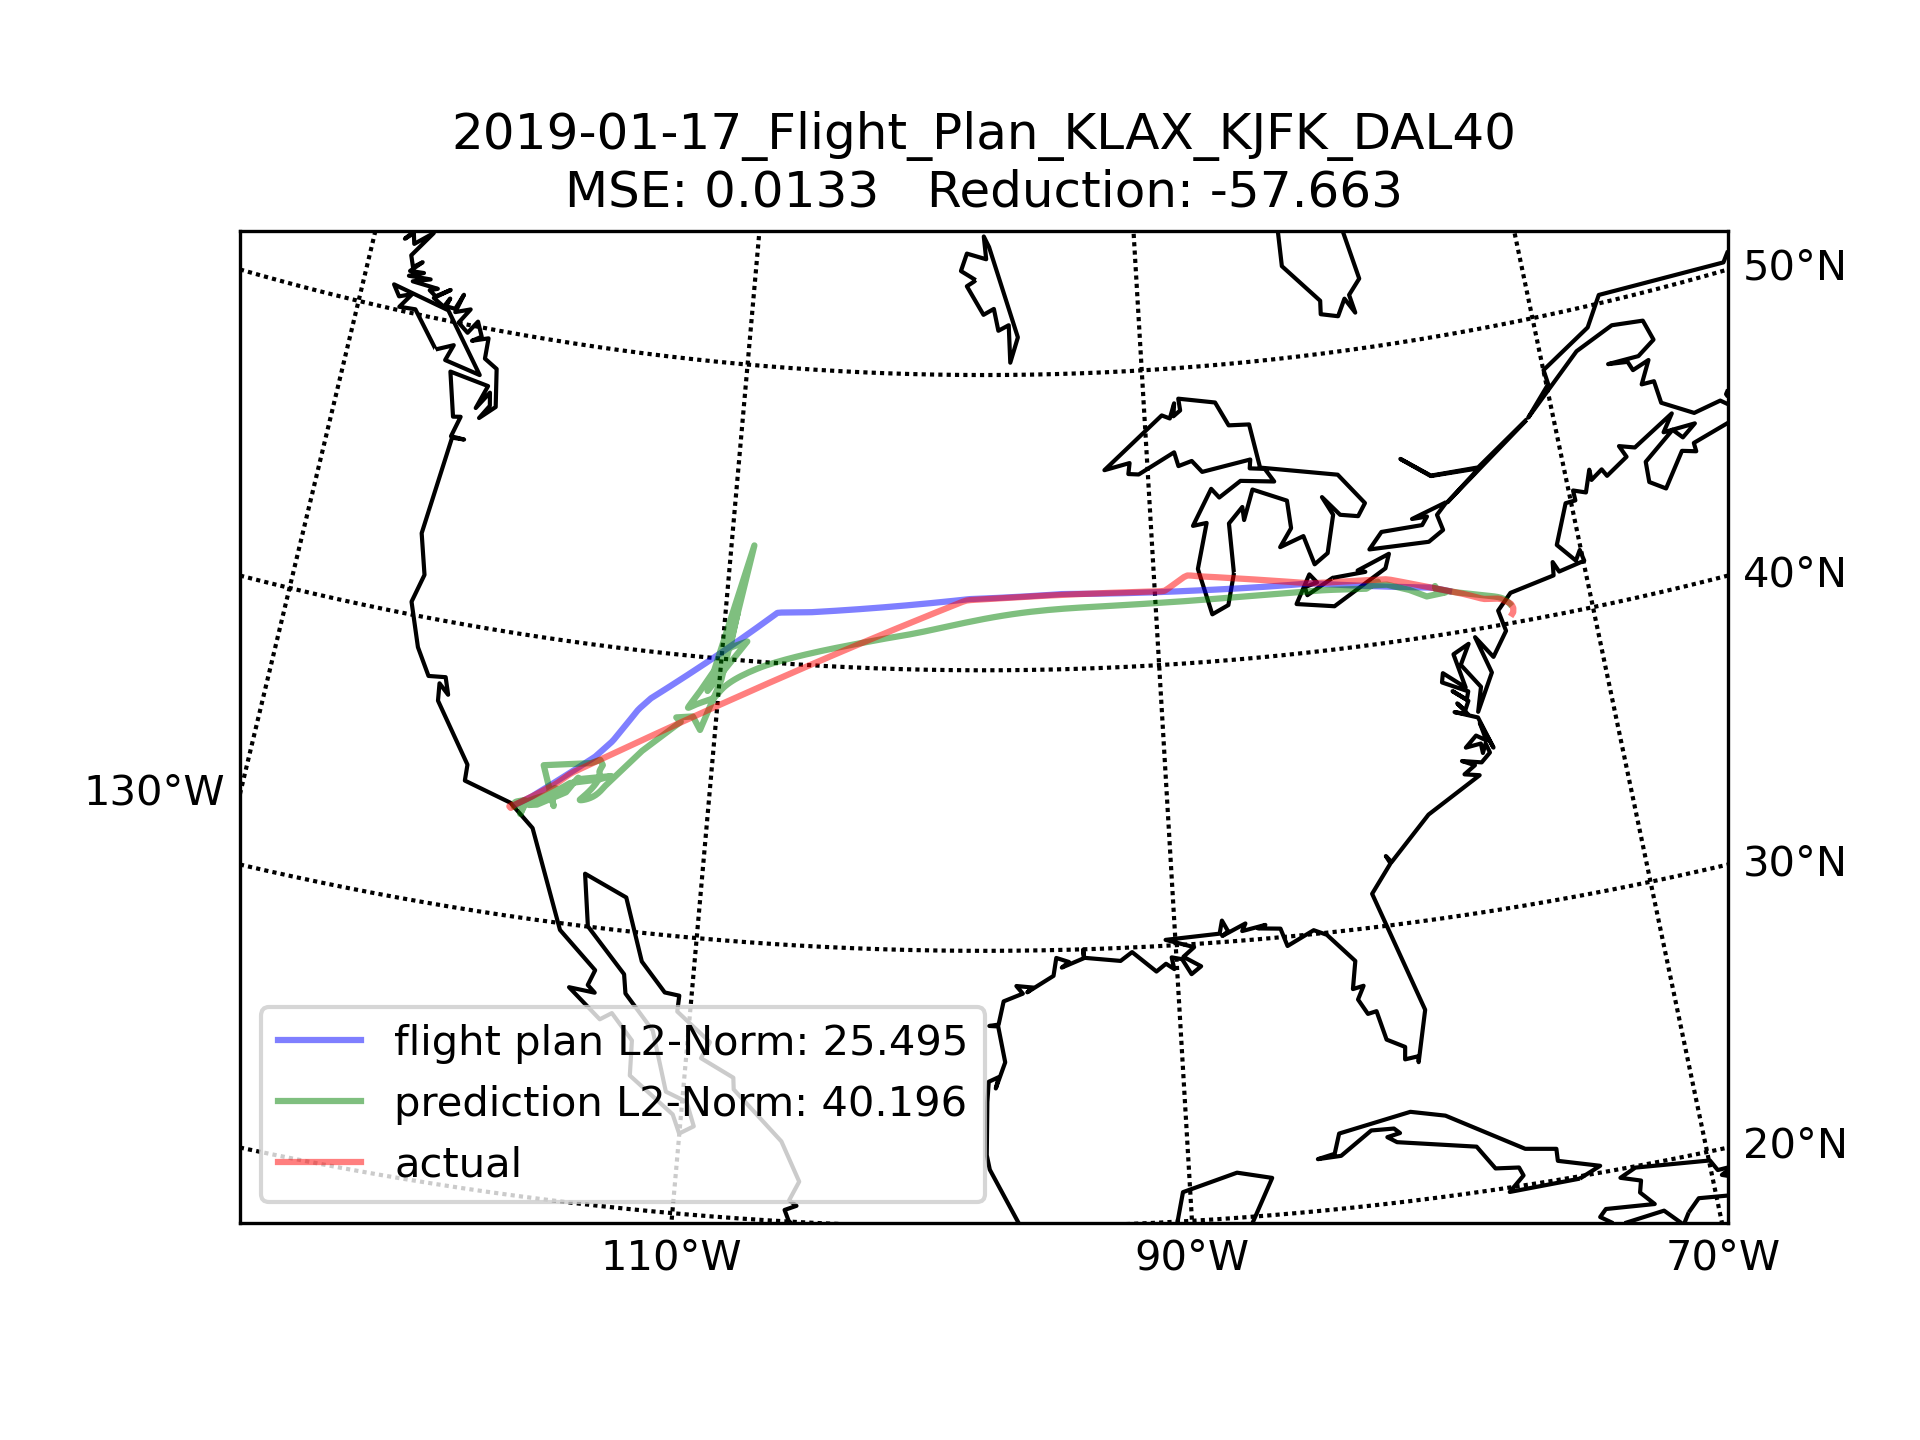 2019-01-17_Flight_Plan_KLAX_KJFK_DAL40
MSE: 0.0133   Reduction: -57.663
50°N
40°N
130°W
30°N
flight plan L2-Norm: 25.495
prediction L2-Norm: 40.196
20°N
actual
110°W
90°W
70°W